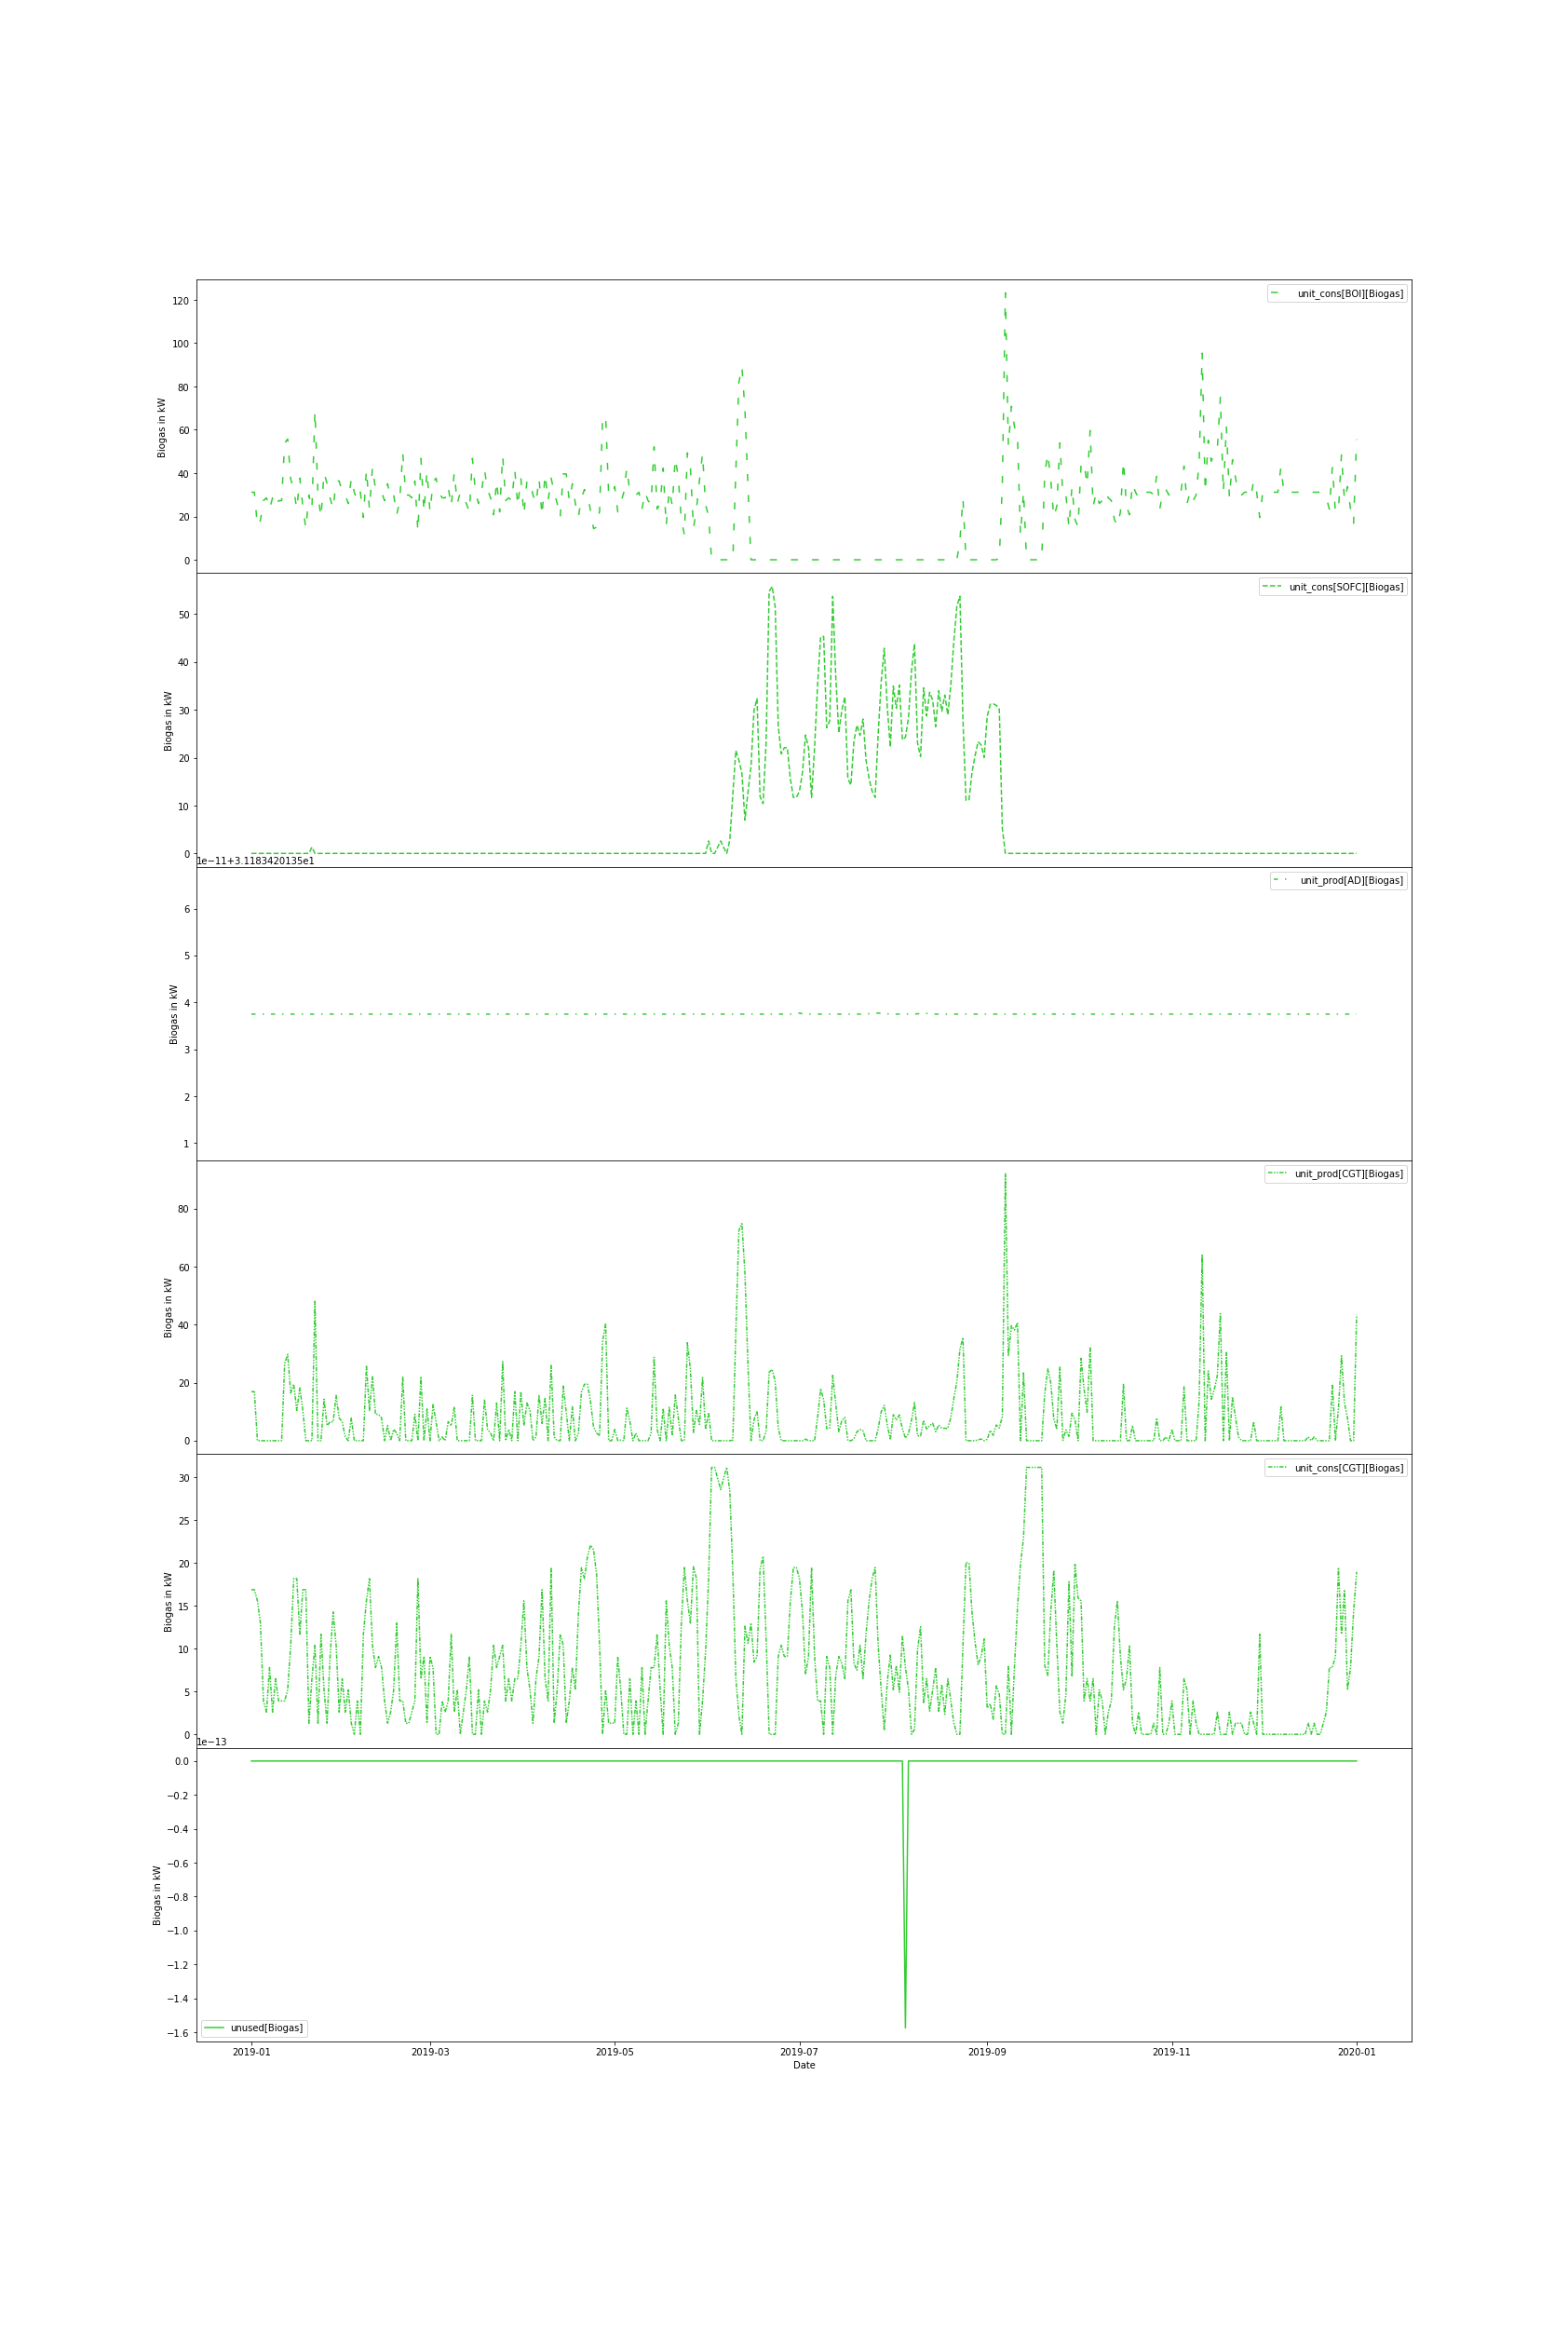 unit_cons[BOI][Biogas]
120
100
80
60
40
20
0
Biogas in kW
unit_cons[SOFC][Biogas]
50
40
30
20
10
0
Biogas in kW
1e−11+3.1183420135e1
unit_prod[AD][Biogas]
6
5
4
3
2
1
Biogas in kW
unit_prod[CGT][Biogas]
80
60
40
20
0
Biogas in kW
unit_cons[CGT][Biogas]
30
25
20
15
10
5
0
Biogas in kW
1e−13
0.0
−0.2
−0.4
−0.6
−0.8
−1.0
−1.2
−1.4
−1.6
Biogas in kW
unused[Biogas]
2019-01 2019-03 2019-05 2019-07 2019-09 2019-11 2020-01
Date